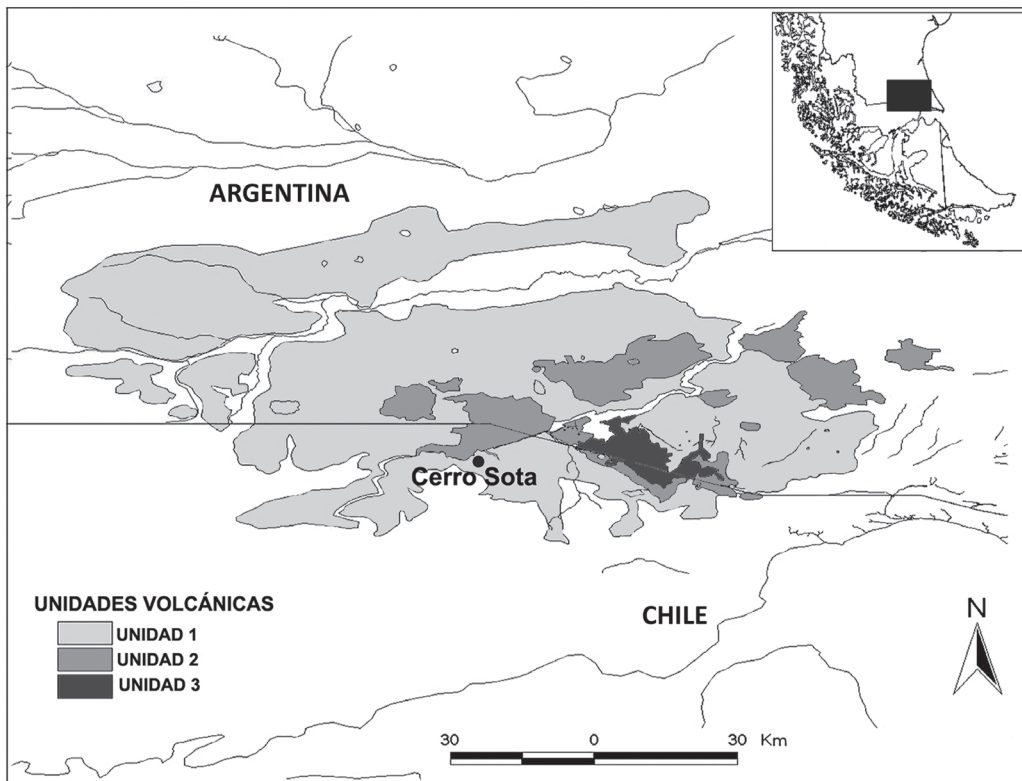 ARGENTINA
Cerro Sota
UNIDADES VOLCÁNICAS
UNIDAD 1
UNIDAD 2
UNIDAD 3
CHILE
N
30 0 30 Km